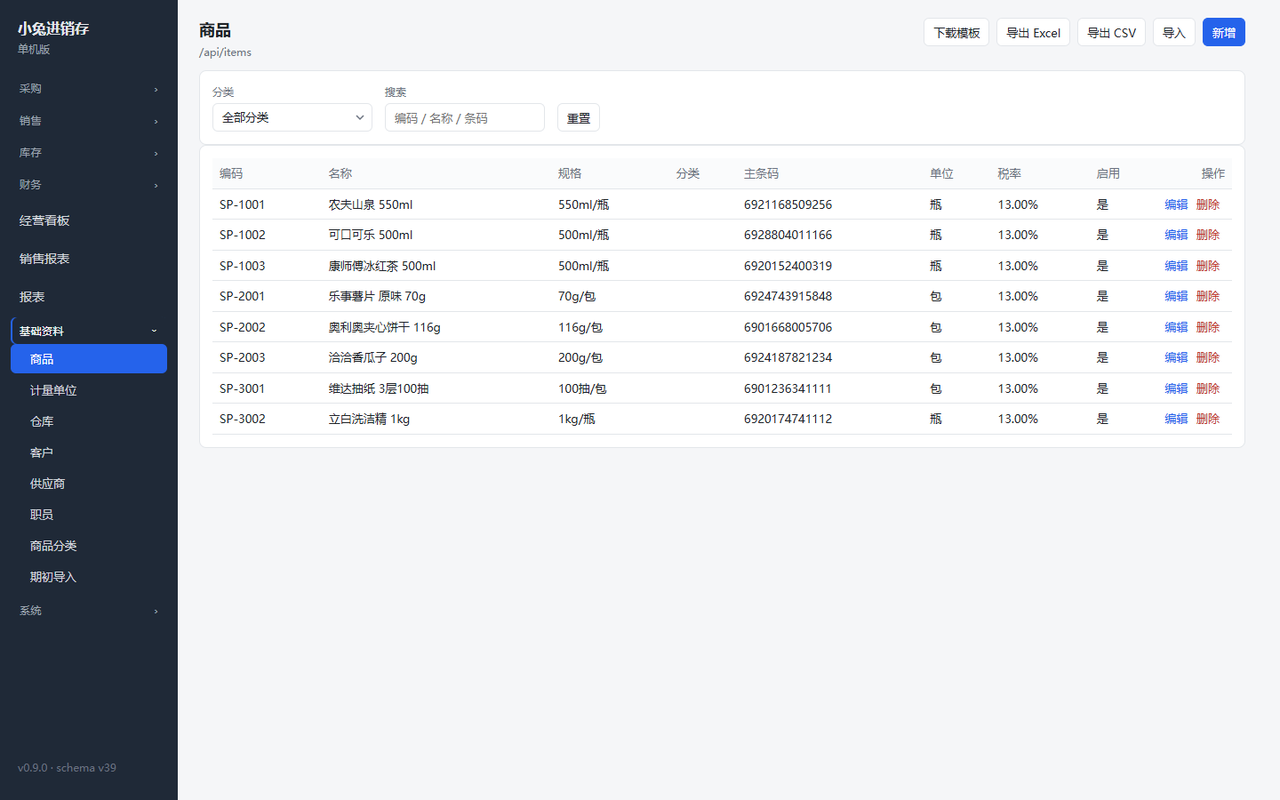 小兔进销存
单机版
采购
销售
库存
财务
经营看板
销售报表
报表
基础资料
商品
计量单位
仓库
客户
供应商
职员
商品分类
期初导入
系统
v0.9.0 · schema v39
商品
/api/items
下载模板 导出 Excel 导出 CSV 导入 新增
分类 搜索
全部分类 编码 / 名称 / 条码 重置
编码 名称 规格 分类 主条码 单位 税率 启用 操作
SP-1001 农夫山泉 550ml 550ml/瓶 6921168509256 瓶 13.00% 是 编辑 删除
SP-1002 可口可乐 500ml 500ml/瓶 6928804011166 瓶 13.00% 是 编辑 删除
SP-1003 康师傅冰红茶 500ml 500ml/瓶 6920152400319 瓶 13.00% 是 编辑 删除
SP-2001 乐事薯片 原味 70g 70g/包 6924743915848 包 13.00% 是 编辑 删除
SP-2002 奥利奥夹心饼干 116g 116g/包 6901668005706 包 13.00% 是 编辑 删除
SP-2003 洽洽香瓜子 200g 200g/包 6924187821234 包 13.00% 是 编辑 删除
SP-3001 维达抽纸 3层100抽 100抽/包 6901236341111 包 13.00% 是 编辑 删除
SP-3002 立白洗洁精 1kg 1kg/瓶 6920174741112 瓶 13.00% 是 编辑 删除